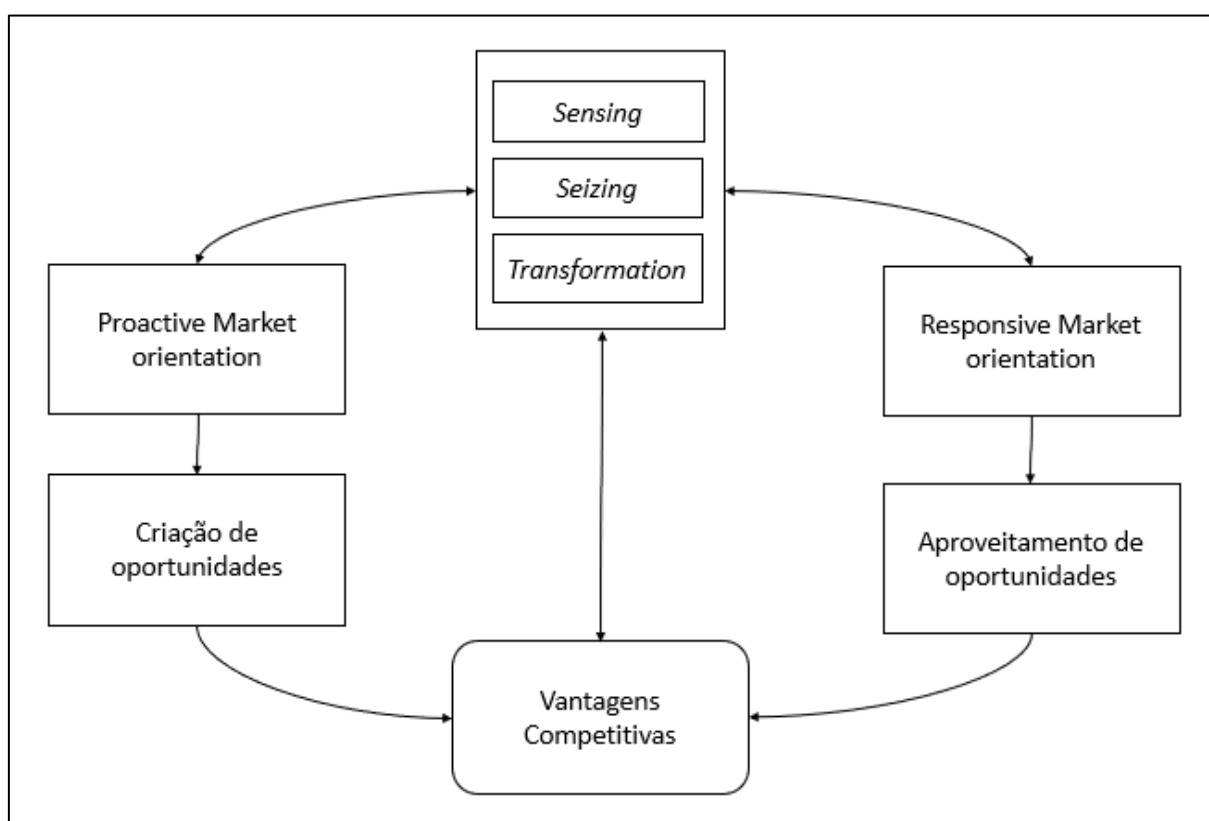 Sensing
Seizing
Transformation
Proactive Market
orientation
Responsive Market
orientation
Criação de
oportunidades
Aproveitamento de
oportunidades
Vantagens
Competitivas